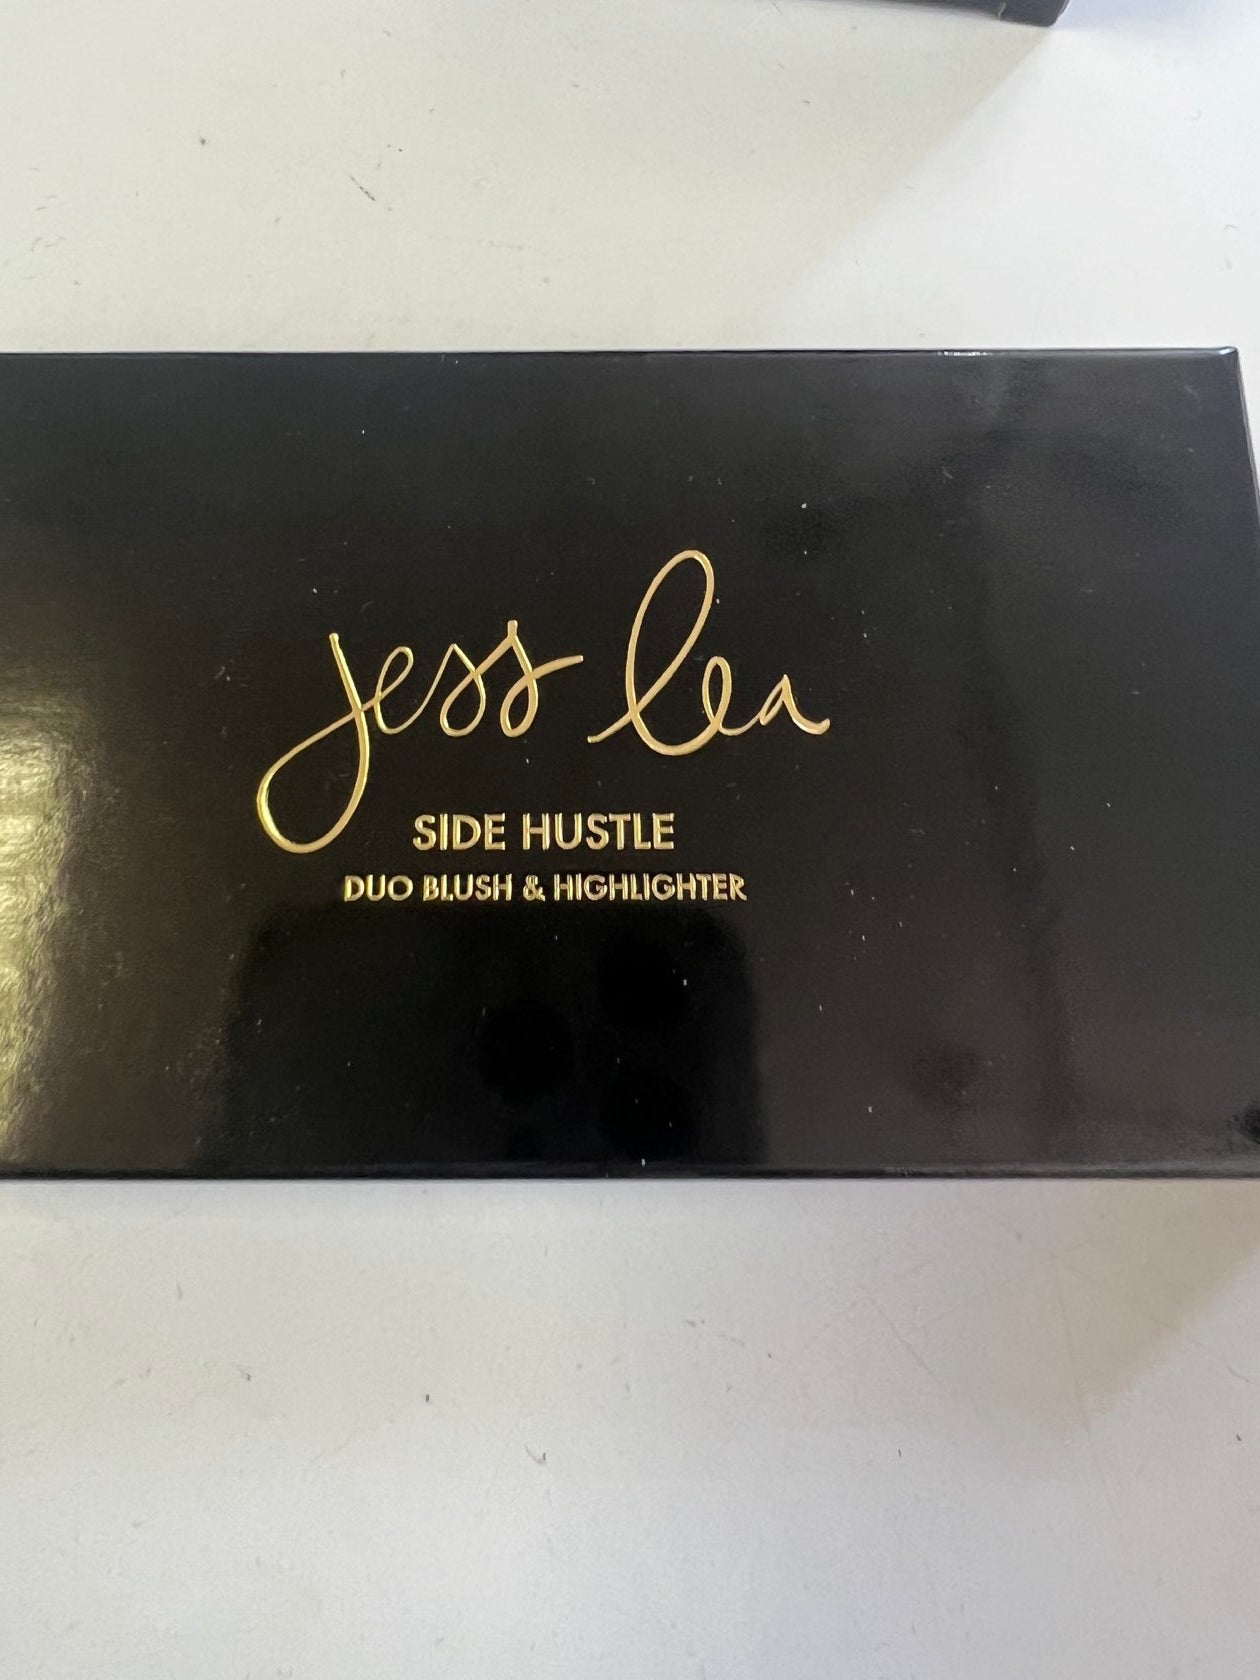 jess lea
SIDE HUSTLE
DUO BLUSH & HIGHLIGHTER